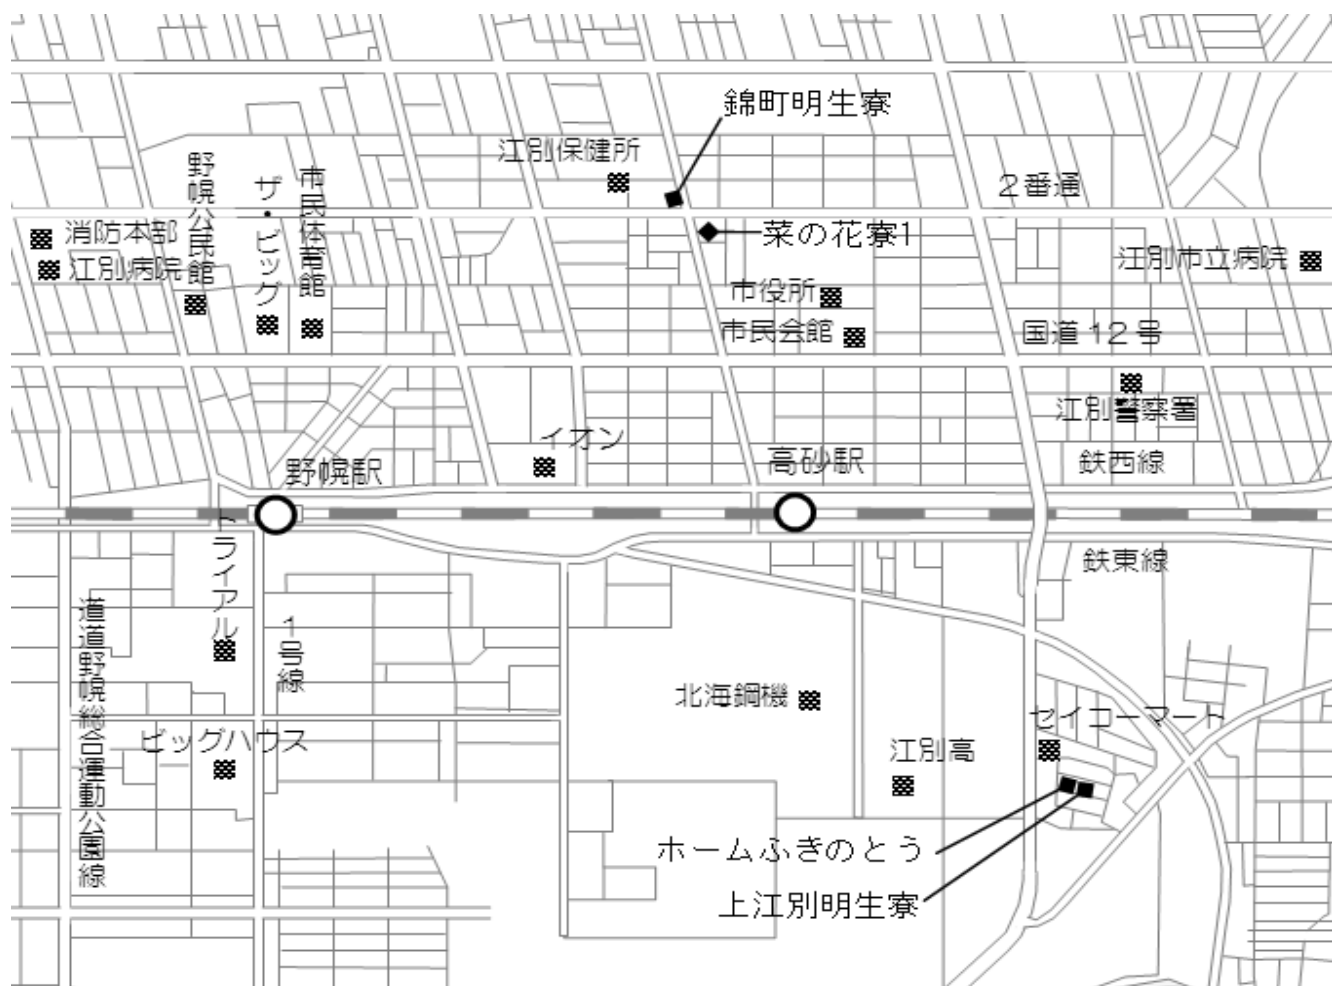 錦町明生寮
江別保健所
野幌公民館
ザ・ビッグ
市民体育館
2番通
消防本部
菜の花寮1
江別病院
江別市立病院
市役所
市民会館
国道12号
江別警察署
イオン
野幌駅
高砂駅
鉄西線
トライアル
鉄東線
道道野幌総合運動公園線
1号線
北海鋼機
セイコーマート
ビッグハウス
江別高
ホームふきのとう
上江別明生寮